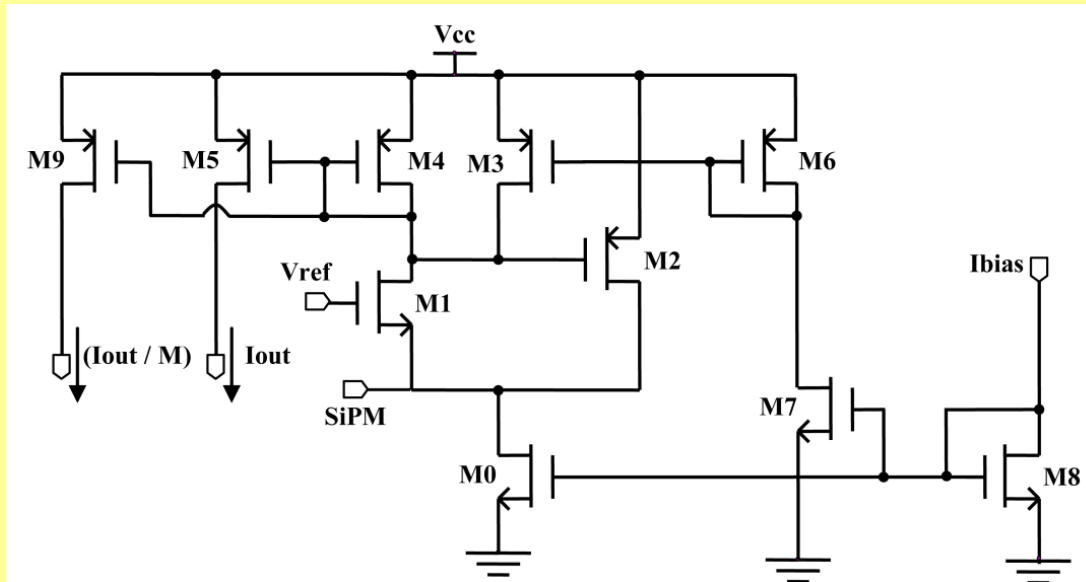 Vcc
M9
M5
M4
M3
M6
M2
Vref
M1
Ibias
(Iout / M)
Iout
SiPM
M7
M0
M8